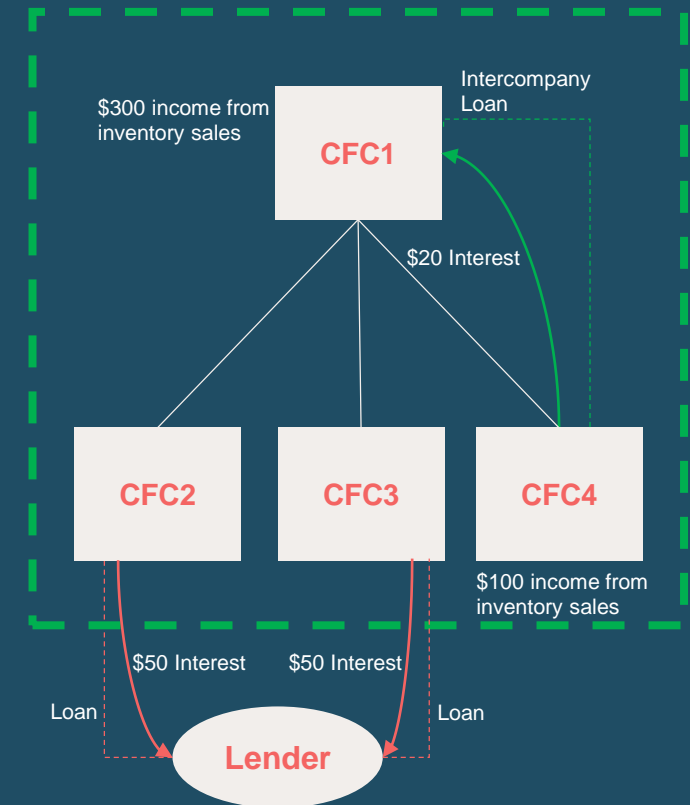 $300 income from
inventory sales
Intercompany
Loan
CFC1
$20 Interest
CFC2
CFC3
CFC4
$100 income from
inventory sales
$50 Interest
$50 Interest
Loan
Loan
Lender